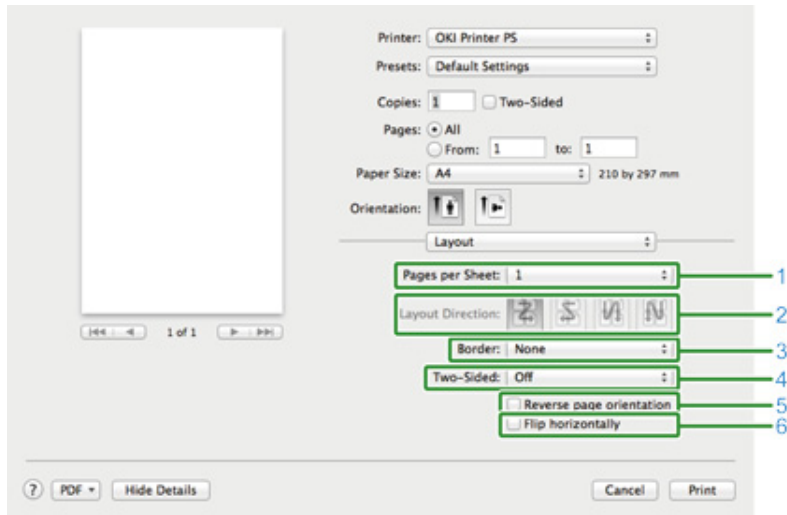 Printer: OKI Printer PS
Presets: Default Settings
Copies: 1 Two-Sided
Pages: All
From: 1 to: 1
Paper Size: A4 210 by 297 mm
Orientation:
Layout
Pages per Sheet: 1 1
Layout Direction: 2
Border: None 3
Two-Sided: Off 4
Reverse page orientation 5
Flip horizontally 6
1 of 1
? PDF Hide Details Cancel Print